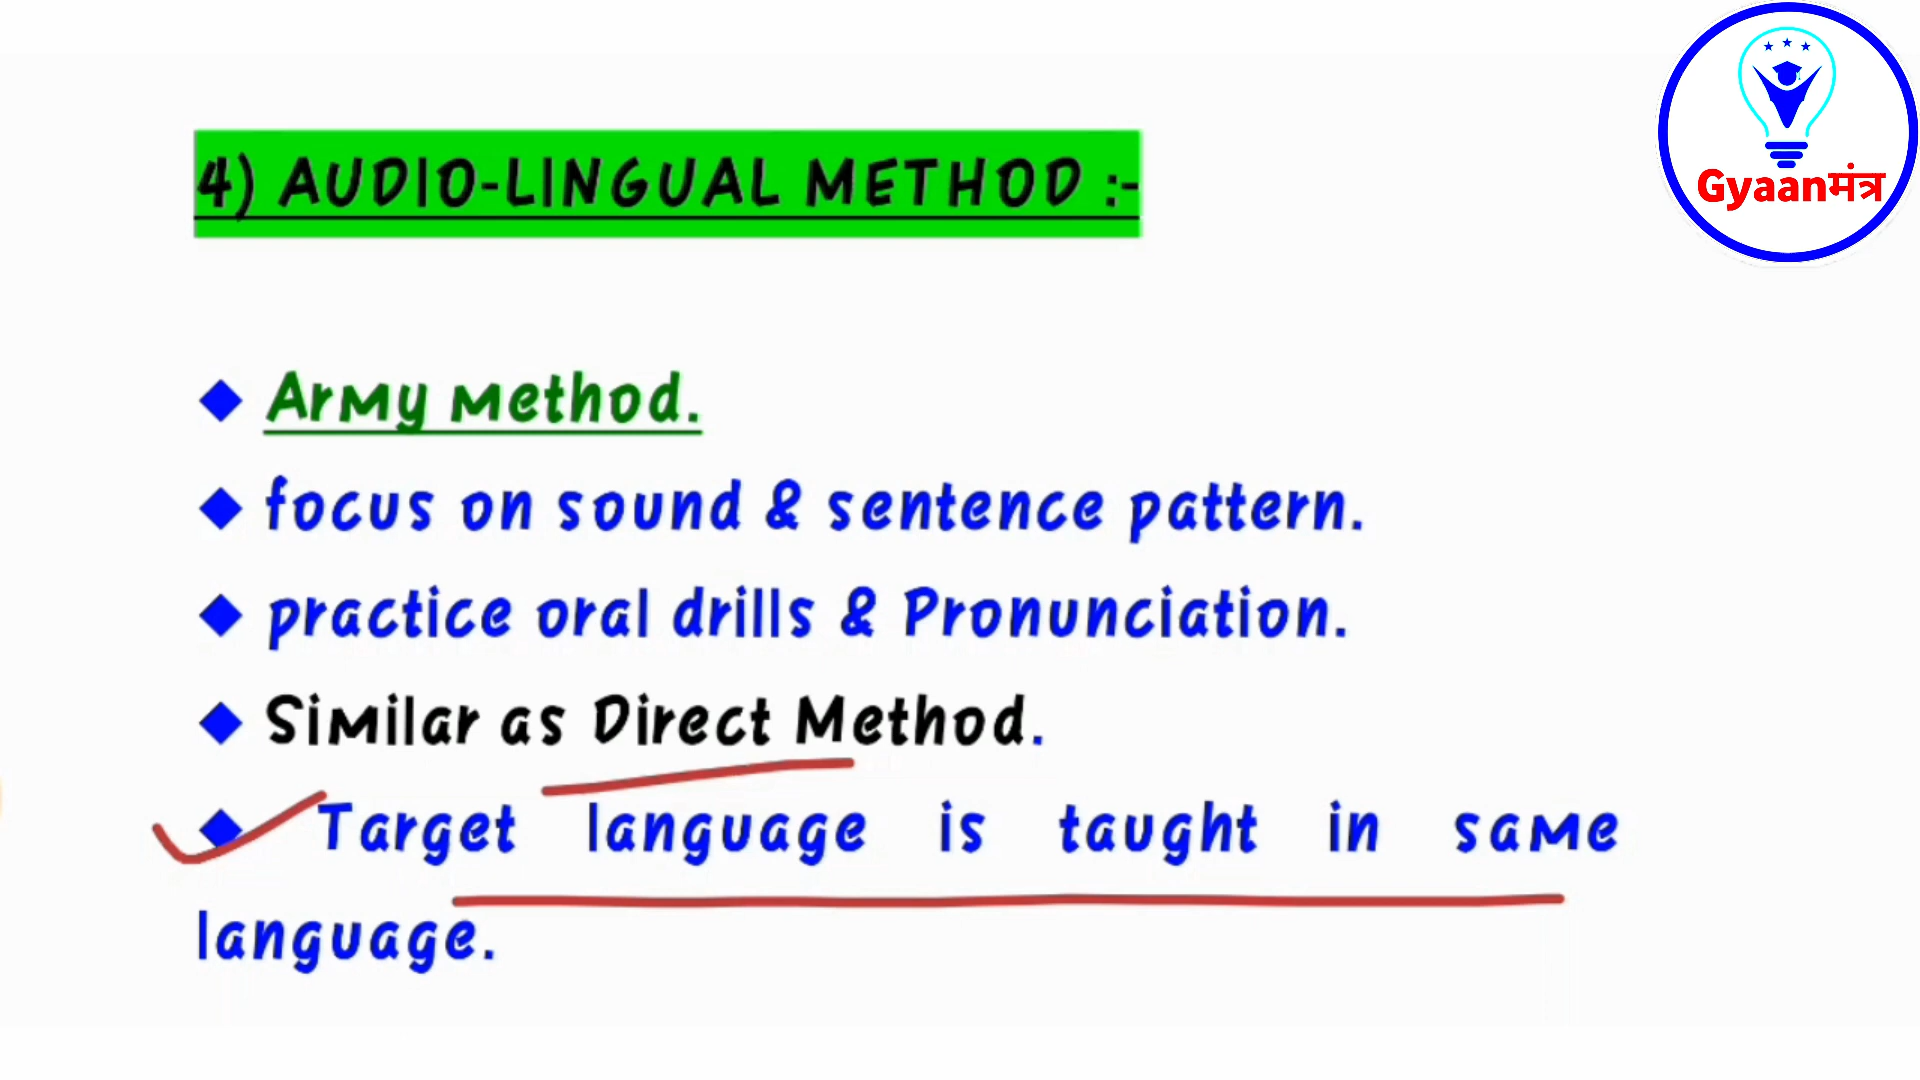 Gyaanमंत्र
4) AUDIO-LINGUAL METHOD :-
Army method.
focus on sound & sentence pattern.
practice oral drills & Pronunciation.
Similar as Direct Method.
Target language is taught in same
language.